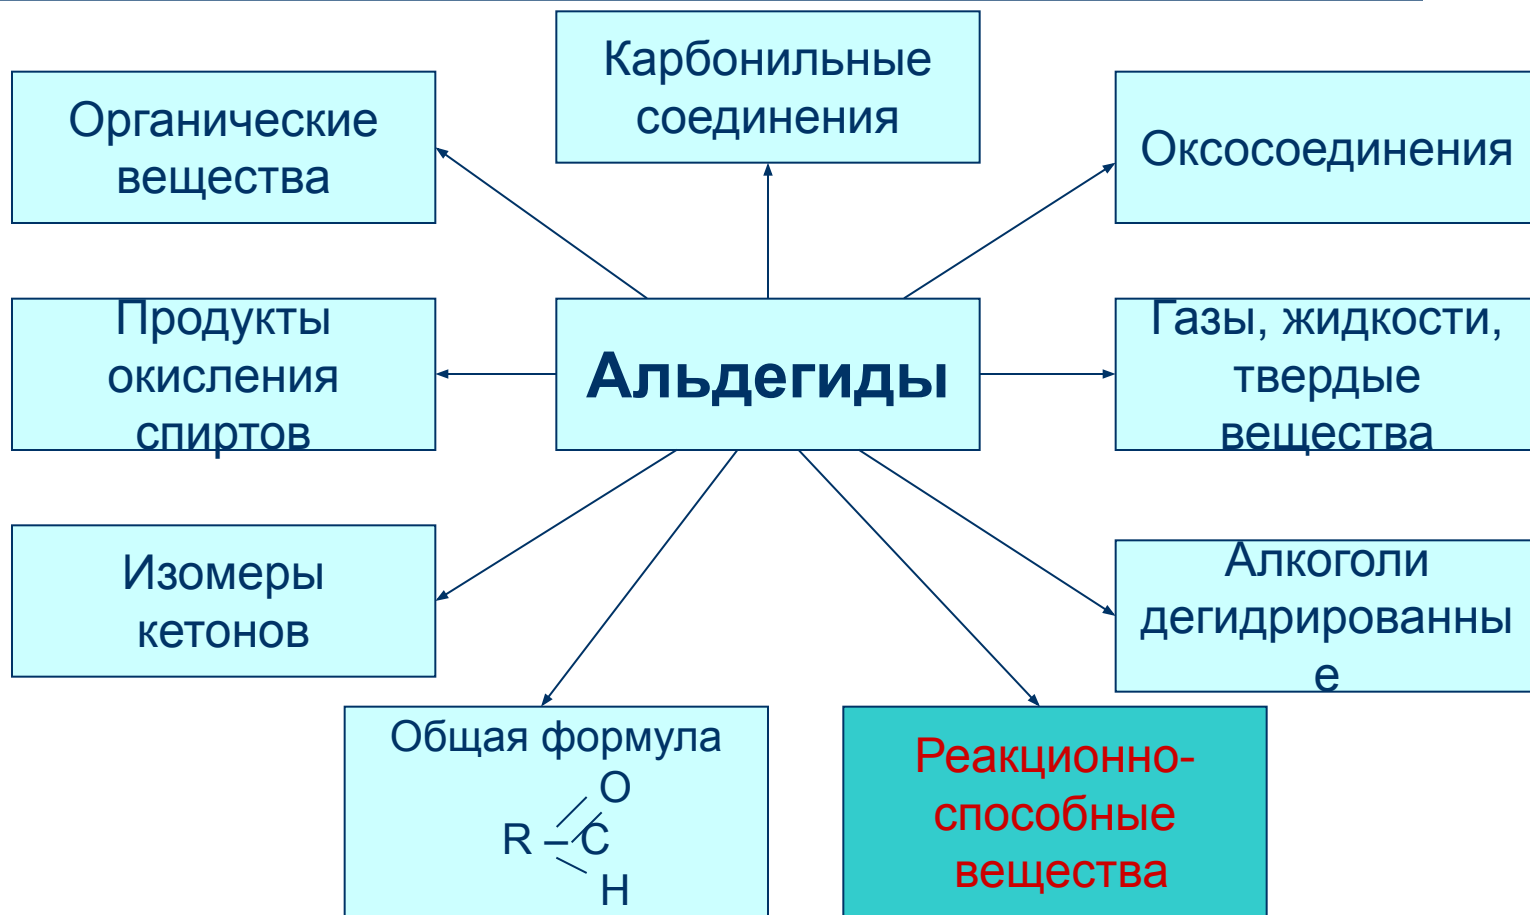 Карбонильные
соединения
Органические
вещества
Оксосоединения
Продукты
окисления
спиртов
Альдегиды
Газы, жидкости,
твердые
вещества
Изомеры
кетонов
Алкоголи
дегидрированны
е
Общая формула
O
R – C
H
Реакционно-
способные
вещества